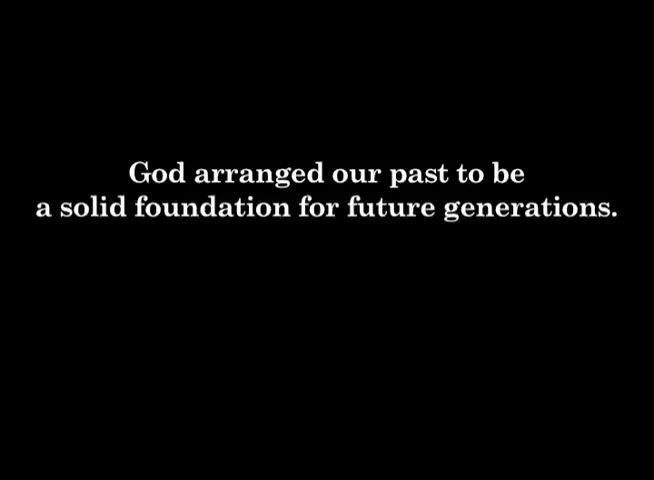 God arranged our past to be
a solid foundation for future generations.